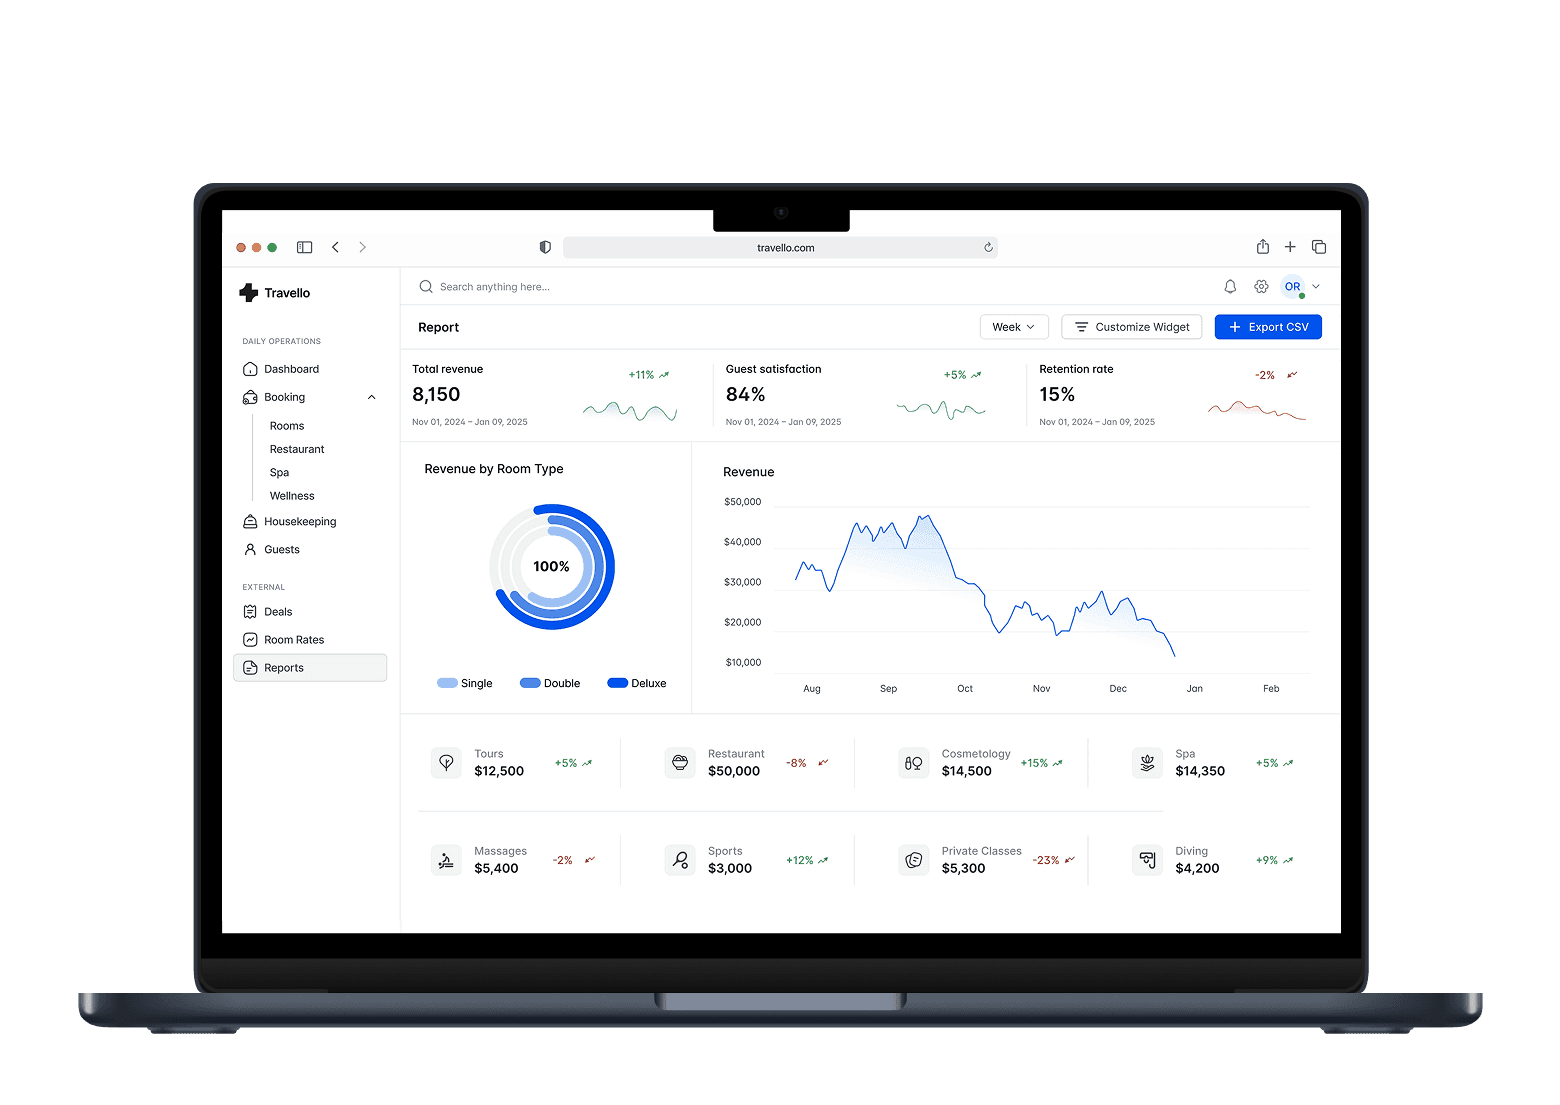 travello.com
Travello
Search anything here...
OR
DAILY OPERATIONS
Dashboard
Booking
Rooms
Restaurant
Spa
Wellness
Housekeeping
Guests
EXTERNAL
Deals
Room Rates
Reports
Report
Week
Customize Widget
Export CSV
Total revenue
+11%
8,150
Nov 01, 2024 – Jan 09, 2025
Guest satisfaction
+5%
84%
Nov 01, 2024 – Jan 09, 2025
Retention rate
-2%
15%
Nov 01, 2024 – Jan 09, 2025
Revenue by Room Type
100%
Single Double Deluxe
Revenue
$50,000
$40,000
$30,000
$20,000
$10,000
Aug Sep Oct Nov Dec Jan Feb
Tours
$12,500
+5%
Restaurant
$50,000
-8%
Cosmetology
$14,500
+15%
Spa
$14,350
+5%
Massages
$5,400
-2%
Sports
$3,000
+12%
Private Classes
$5,300
-23%
Diving
$4,200
+9%